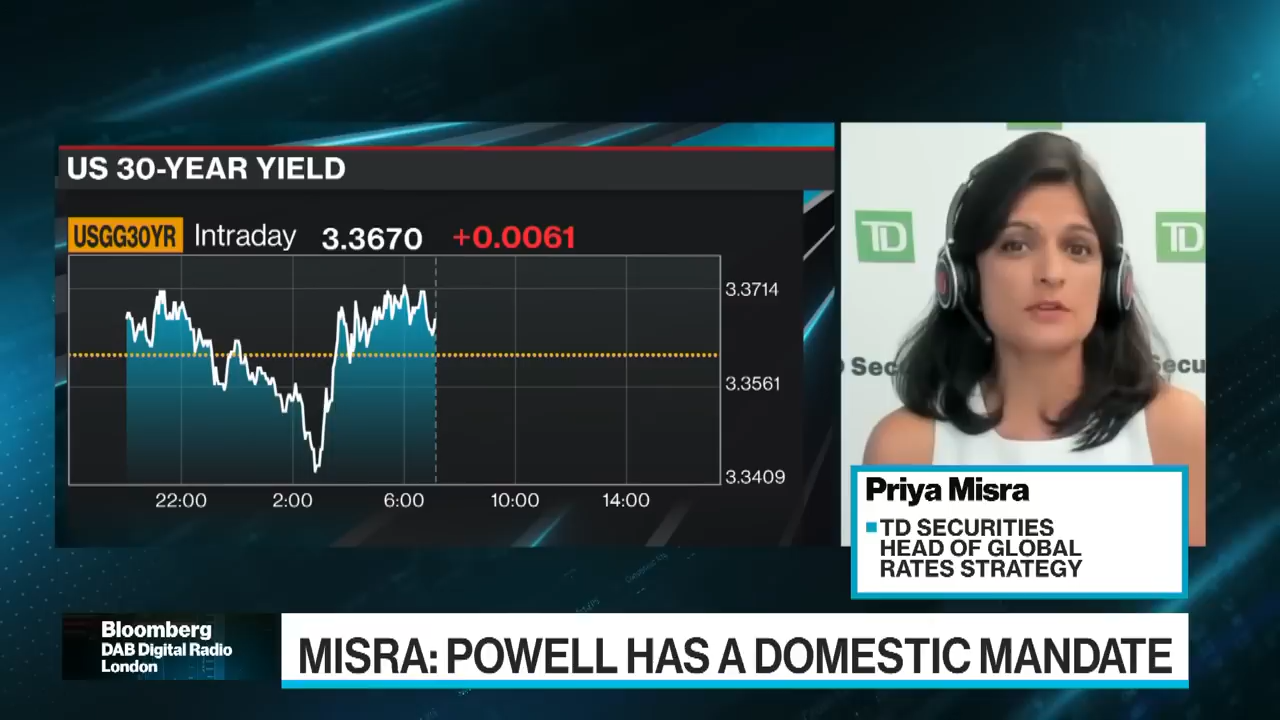 US 30-YEAR YIELD
USGG30YR Intraday 3.3670 +0.0061
3.3714
3.3561
3.3409
22:00 2:00 6:00 10:00 14:00
TD
TD
Sec
Secu
Priya Misra
TD SECURITIES
HEAD OF GLOBAL
RATES STRATEGY
Bloomberg
DAB Digital Radio
London
MISRA: POWELL HAS A DOMESTIC MANDATE